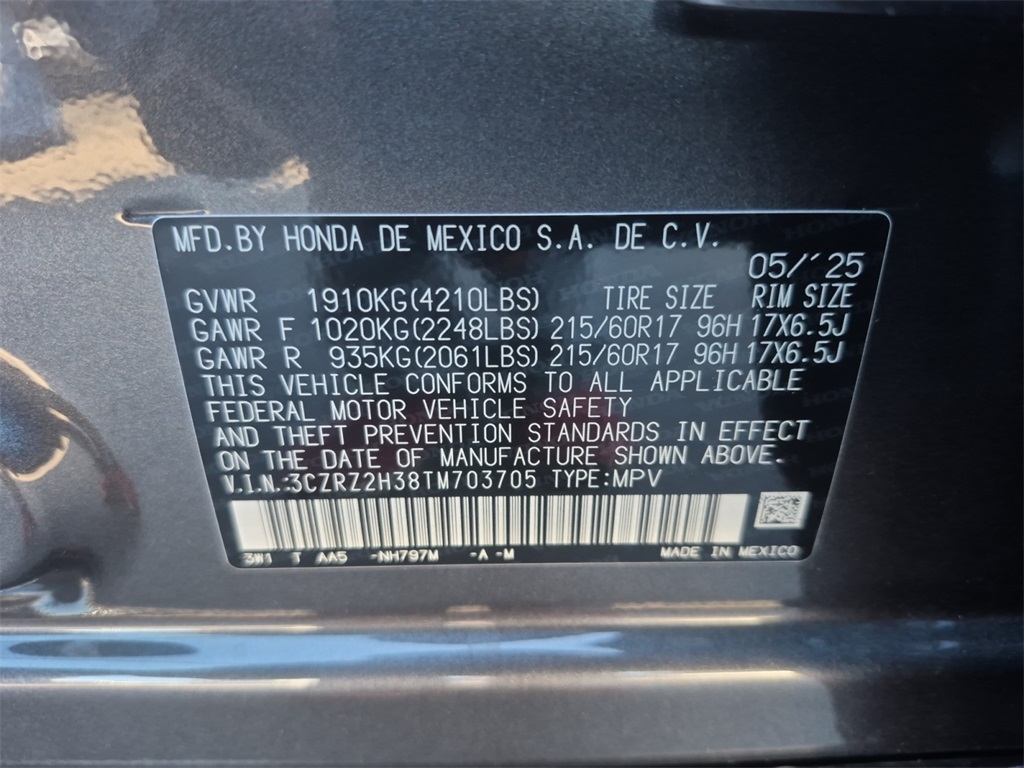 MFD.BY HONDA DE MEXICO S.A. DE C.V.
05/'25
GVWR 1910KG(4210LBS) TIRE SIZE RIM SIZE
GAWR F 1020KG(2248LBS) 215/60R17 96H 17X6.5J
GAWR R 935KG(2061LBS) 215/60R17 96H 17X6.5J
THIS VEHICLE CONFORMS TO ALL APPLICABLE
FEDERAL MOTOR VEHICLE SAFETY
AND THEFT PREVENTION STANDARDS IN EFFECT
ON THE DATE OF MANUFACTURE SHOWN ABOVE.
V.I.N.:3CZRZ2H38TM703705 TYPE:MPV
3W1 T AA5 -NH797M -A -M MADE IN MEXICO